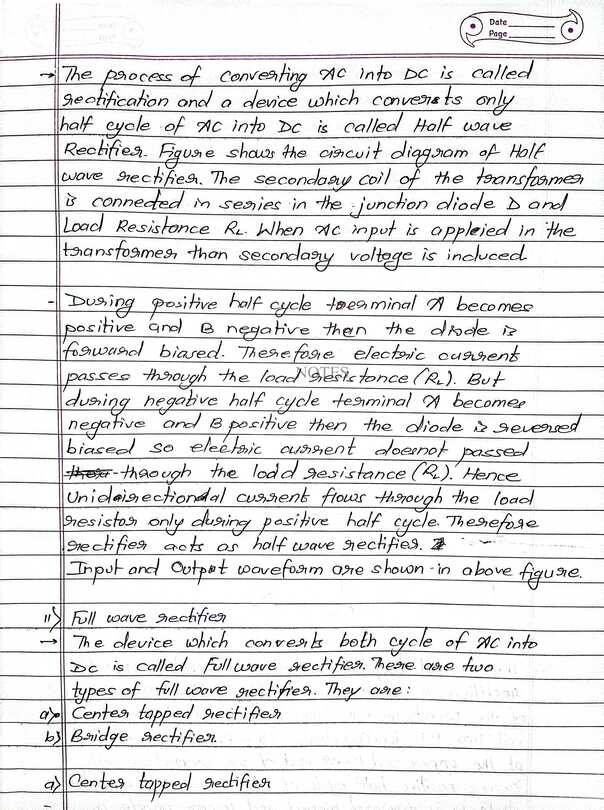 Date
Page
→ The process of converting AC into DC is called
rectification and a device which converts only
half cycle of AC into DC is called Half wave
Rectifier. Figure shows the circuit diagram of Half
wave rectifier. The secondary coil of the transformer
is connected in series in the junction diode D and
Load Resistance RL. When AC input is appleied in the
transformer than secondary voltage is induced.
- During positive half cycle terminal A becomes
positive and B negative then the diode is
forward biased. Therefore electric current
passes through the load resistance (RL). But
NOTES
during negative half cycle terminal A becomes
negative and B positive then the diode is reversed
biased so electric current doesnot passed
through the load resistance (RL). Hence
Unidirectional current flows through the load
resistor only during positive half cycle. Therefore
rectifier acts as half wave rectifier.
Input and Output waveform are shown in above figure.
ii) Full wave rectifier
→ The device which converts both cycle of AC into
DC is called Full wave rectifier. There are two
types of full wave rectifier. They are:
a) Center tapped rectifier
b) Bridge rectifier.
a) Center tapped rectifier